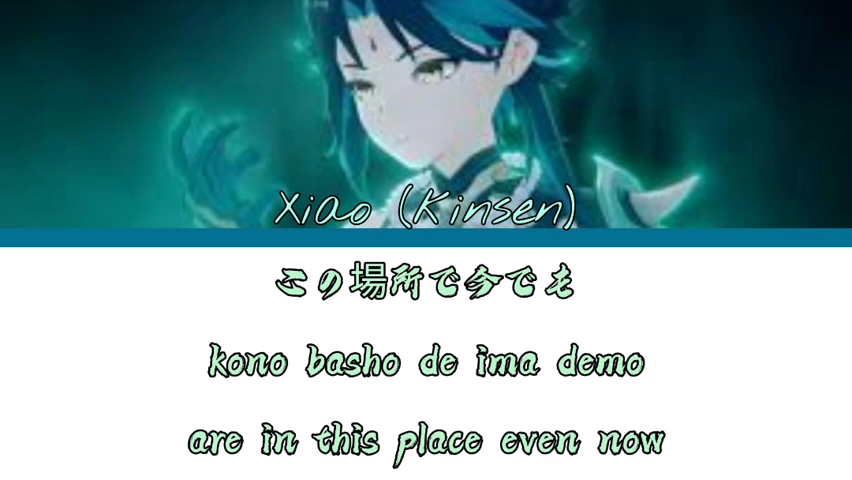 Xiao (Kinsen)
この場所で今でも
kono basho de ima demo
are in this place even now